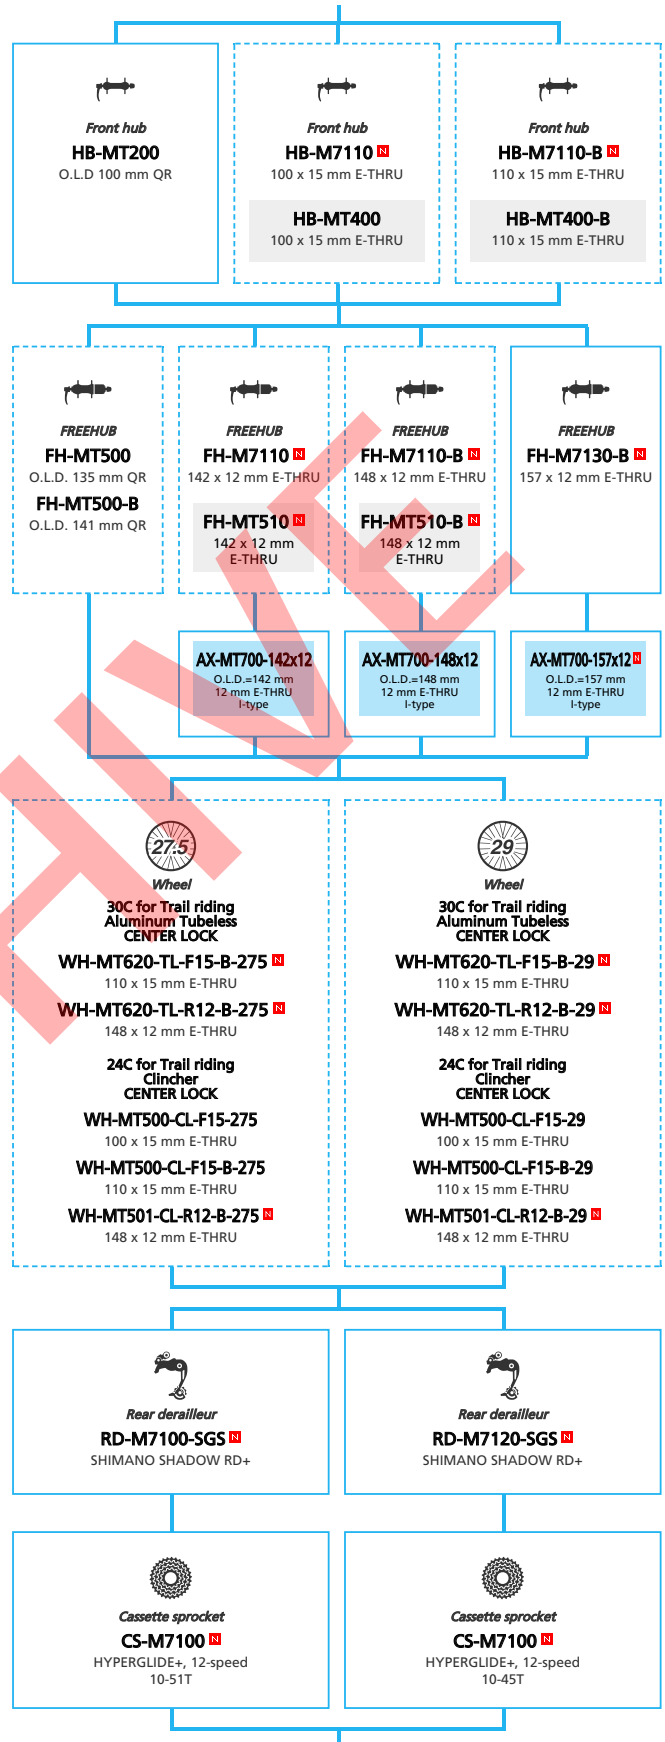 Front hub
HB-MT200
O.L.D 100 mm QR
Front hub
HB-M7110 N
100 x 15 mm E-THRU
HB-MT400
100 x 15 mm E-THRU
Front hub
HB-M7110-B N
110 x 15 mm E-THRU
HB-MT400-B
110 x 15 mm E-THRU
FREEHUB
FH-MT500
O.L.D. 135 mm QR
FH-MT500-B
O.L.D. 141 mm QR
FREEHUB
FH-M7110 N
142 x 12 mm E-THRU
FH-MT510 N
142 x 12 mm
E-THRU
FREEHUB
FH-M7110-B N
148 x 12 mm E-THRU
FH-MT510-B N
148 x 12 mm
E-THRU
FREEHUB
FH-M7130-B N
157 x 12 mm E-THRU
AX-MT700-142x12
O.L.D.=142 mm
12 mm E-THRU
I-type
AX-MT700-148x12
O.L.D.=148 mm
12 mm E-THRU
I-type
AX-MT700-157x12 N
O.L.D.=157 mm
12 mm E-THRU
I-type
HIVE
27.5
Wheel
30C for Trail riding
Aluminum Tubeless
CENTER LOCK
WH-MT620-TL-F15-B-275 N
110 x 15 mm E-THRU
WH-MT620-TL-R12-B-275 N
148 x 12 mm E-THRU
24C for Trail riding
Clincher
CENTER LOCK
WH-MT500-CL-F15-275
100 x 15 mm E-THRU
WH-MT500-CL-F15-B-275
110 x 15 mm E-THRU
WH-MT501-CL-R12-B-275 N
148 x 12 mm E-THRU
29
Wheel
30C for Trail riding
Aluminum Tubeless
CENTER LOCK
WH-MT620-TL-F15-B-29 N
110 x 15 mm E-THRU
WH-MT620-TL-R12-B-29 N
148 x 12 mm E-THRU
24C for Trail riding
Clincher
CENTER LOCK
WH-MT500-CL-F15-29
100 x 15 mm E-THRU
WH-MT500-CL-F15-B-29
110 x 15 mm E-THRU
WH-MT501-CL-R12-B-29 N
148 x 12 mm E-THRU
Rear derailleur
RD-M7100-SGS N
SHIMANO SHADOW RD+
Rear derailleur
RD-M7120-SGS N
SHIMANO SHADOW RD+
Cassette sprocket
CS-M7100 N
HYPERGLIDE+, 12-speed
10-51T
Cassette sprocket
CS-M7100 N
HYPERGLIDE+, 12-speed
10-45T